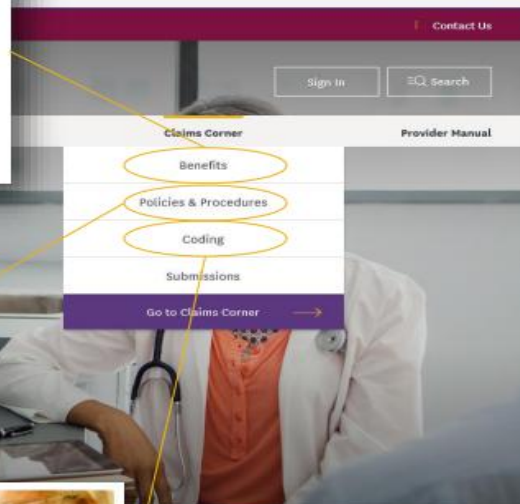 Contact Us
Sign In
Search
Claims Corner
Provider Manual
Benefits
Policies & Procedures
Coding
Submissions
Go to Claims Corner